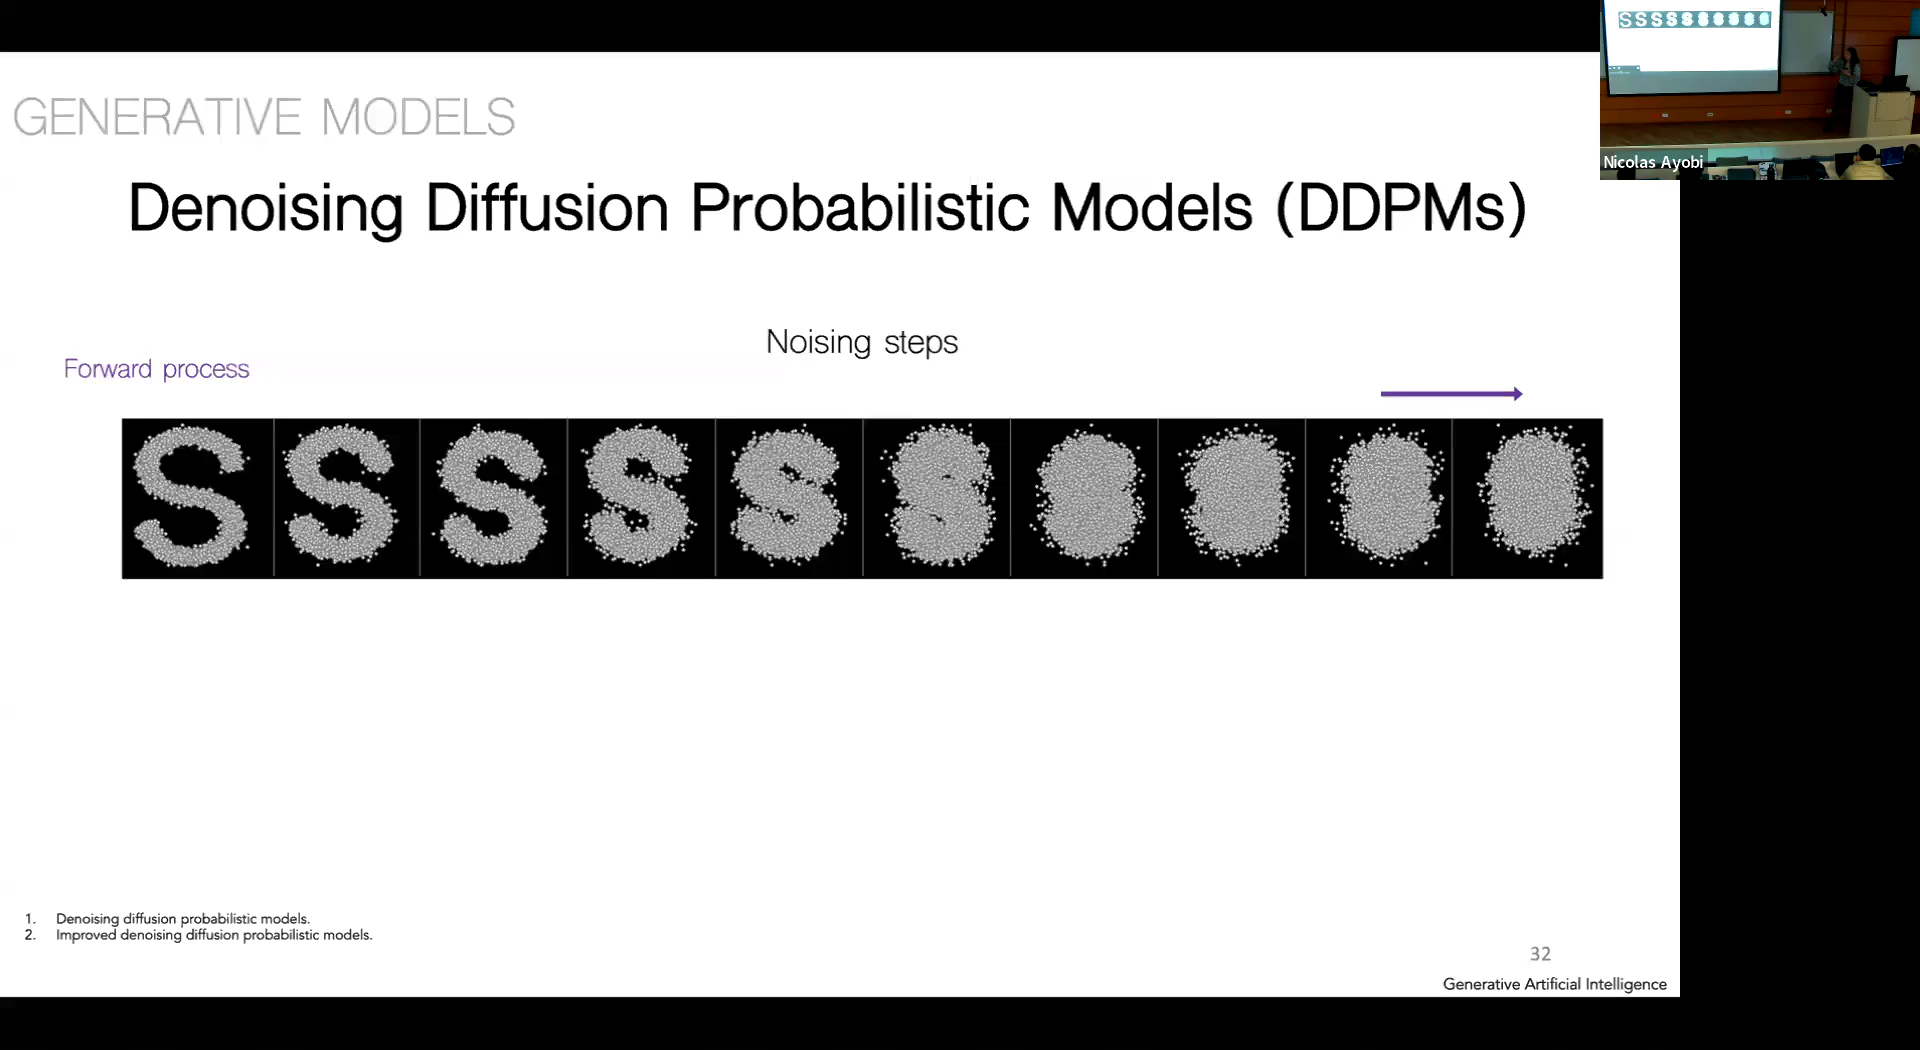 GENERATIVE MODELS
Denoising Diffusion Probabilistic Models (DDPMs)
Noising steps
Forward process
S S S S S S
1. Denoising diffusion probabilistic models.
2. Improved denoising diffusion probabilistic models.
32
Generative Artificial Intelligence
Nicolas Ayobi